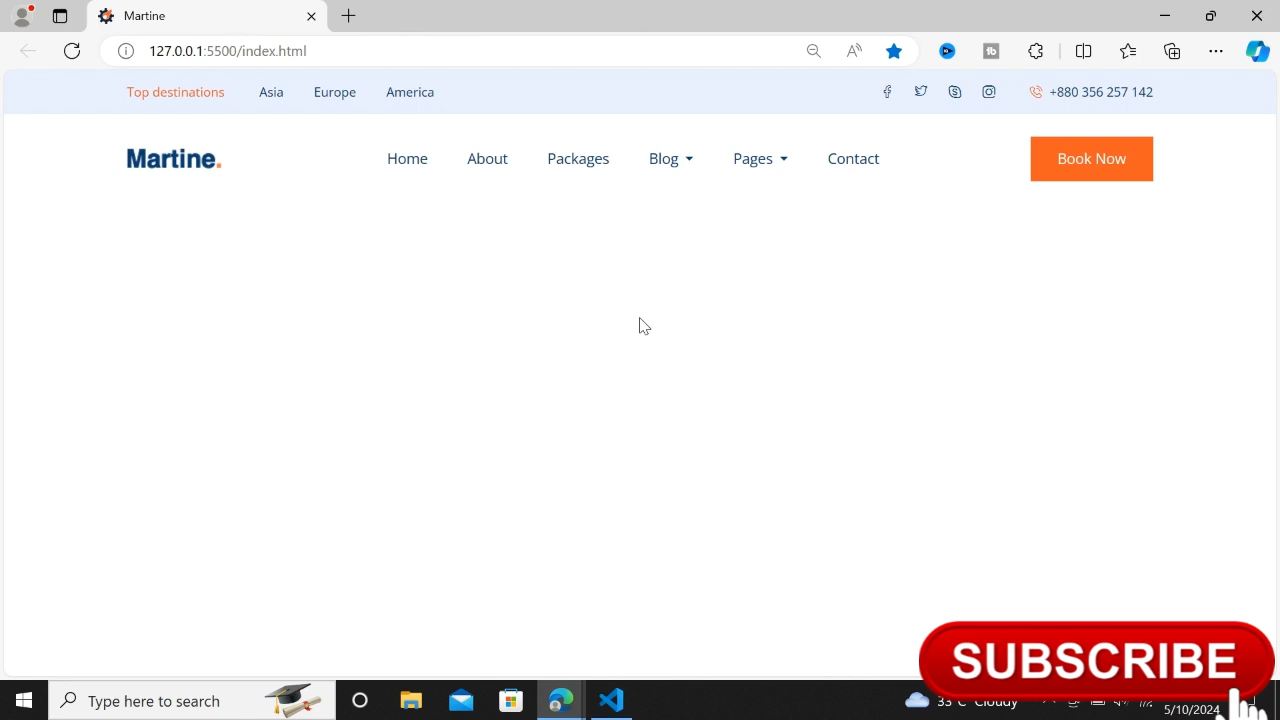 Martine
127.0.0.1:5500/index.html
Top destinations Asia Europe America +880 356 257 142
Martine. Home About Packages Blog Pages Contact Book Now
SUBSCRIBE
Type here to search 33°C Cloudy
5/10/2024